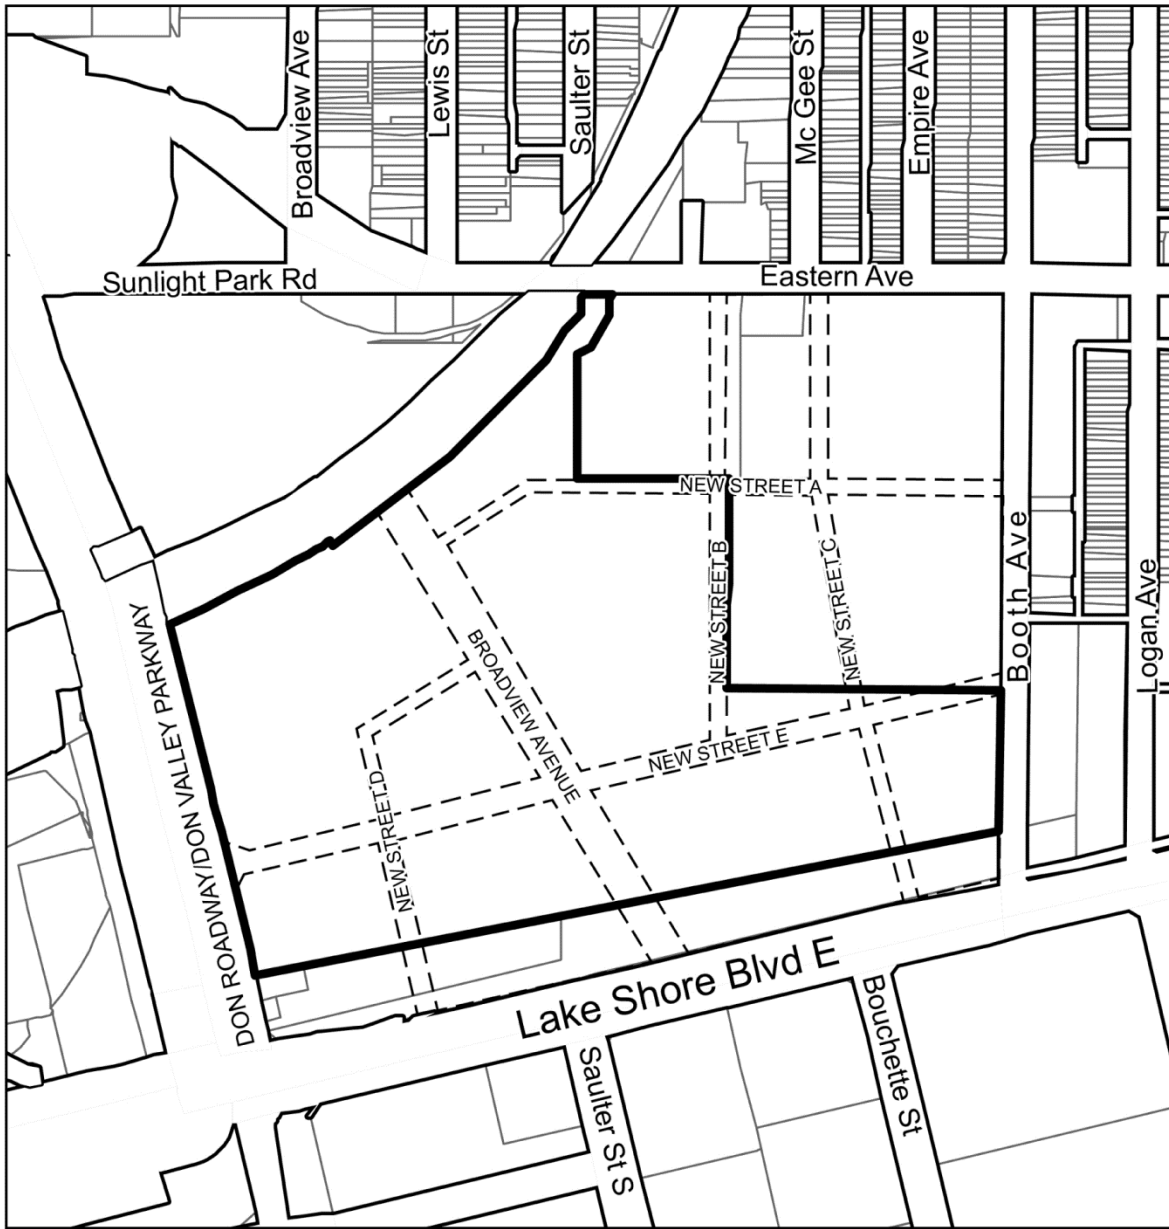 Broadview Ave
Lewis St
Saulter St
Mc Gee St
Empire Ave
Sunlight Park Rd
Eastern Ave
NEW STREET A
NEW STREET B
NEW STREET C
Booth Ave
Logan Ave
DON ROADWAY/DON VALLEY PARKWAY
BROADVIEW AVENUE
NEW STREET E
NEW STREET D
Lake Shore Blvd E
Saulter St S
Bouchette St